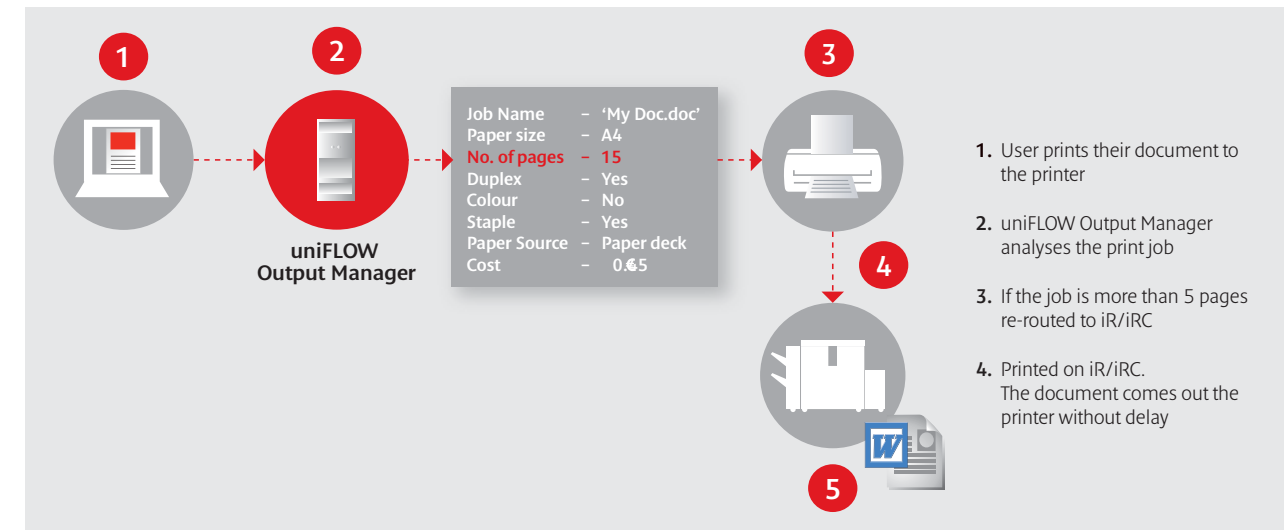 1
2
3
Job Name – ‘My Doc.doc’
Paper size – A4
No. of pages – 15
Duplex – Yes
Colour – No
Staple – Yes
Paper Source – Paper deck
Cost –
uniFLOW
Output Manager
4
W
5
1. User prints their document to
the printer
2. uniFLOW Output Manager
analyses the print job
3. If the job is more than 5 pages
re-routed to iR/iRC
4. Printed on iR/iRC.
The document comes out the
printer without delay